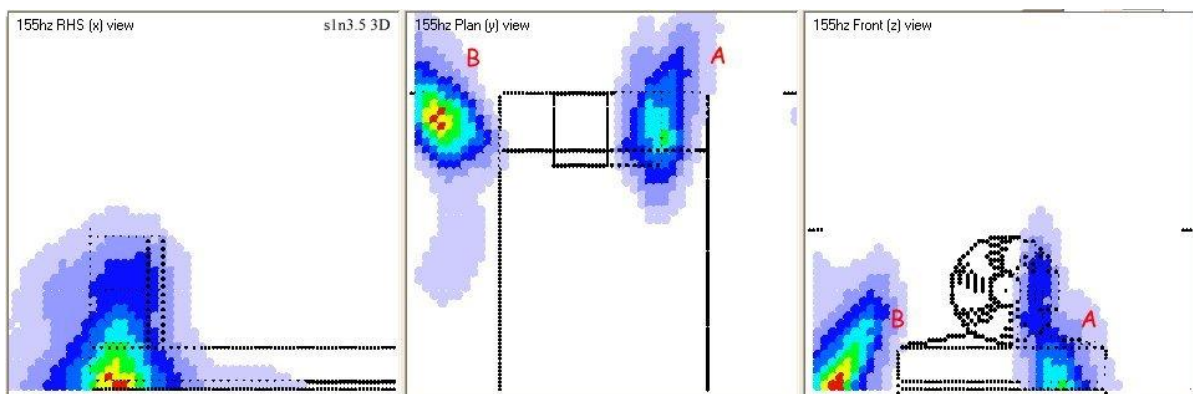 155hz RHS (x) view
s1n3.5 3D
155hz Plan (y) view
B
A
155hz Front (z) view
B
A